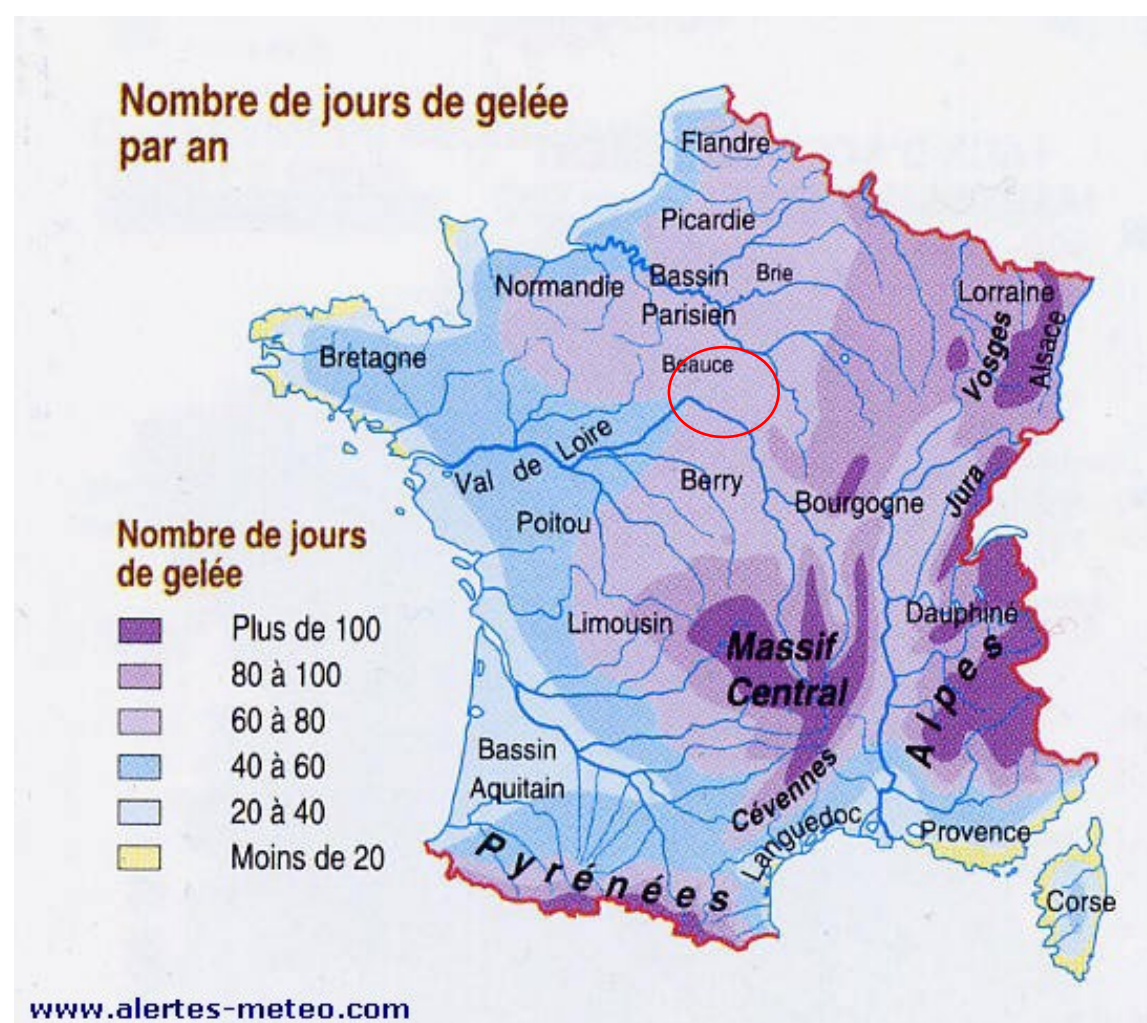 Nombre de jours de gelée
par an
Flandre
Picardie
Normandie
Bassin
Parisien
Brie
Lorraine
Vosges
Alsace
Bretagne
Beauce
Val de Loire
Berry
Bourgogne
Jura
Poitou
Limousin
Dauphiné
Massif
Central
Alpes
Bassin
Aquitain
Cévennes
Languedoc
Provence
Pyrénées
Corse
Nombre de jours
de gelée
Plus de 100
80 à 100
60 à 80
40 à 60
20 à 40
Moins de 20
www.alertes-meteo.com